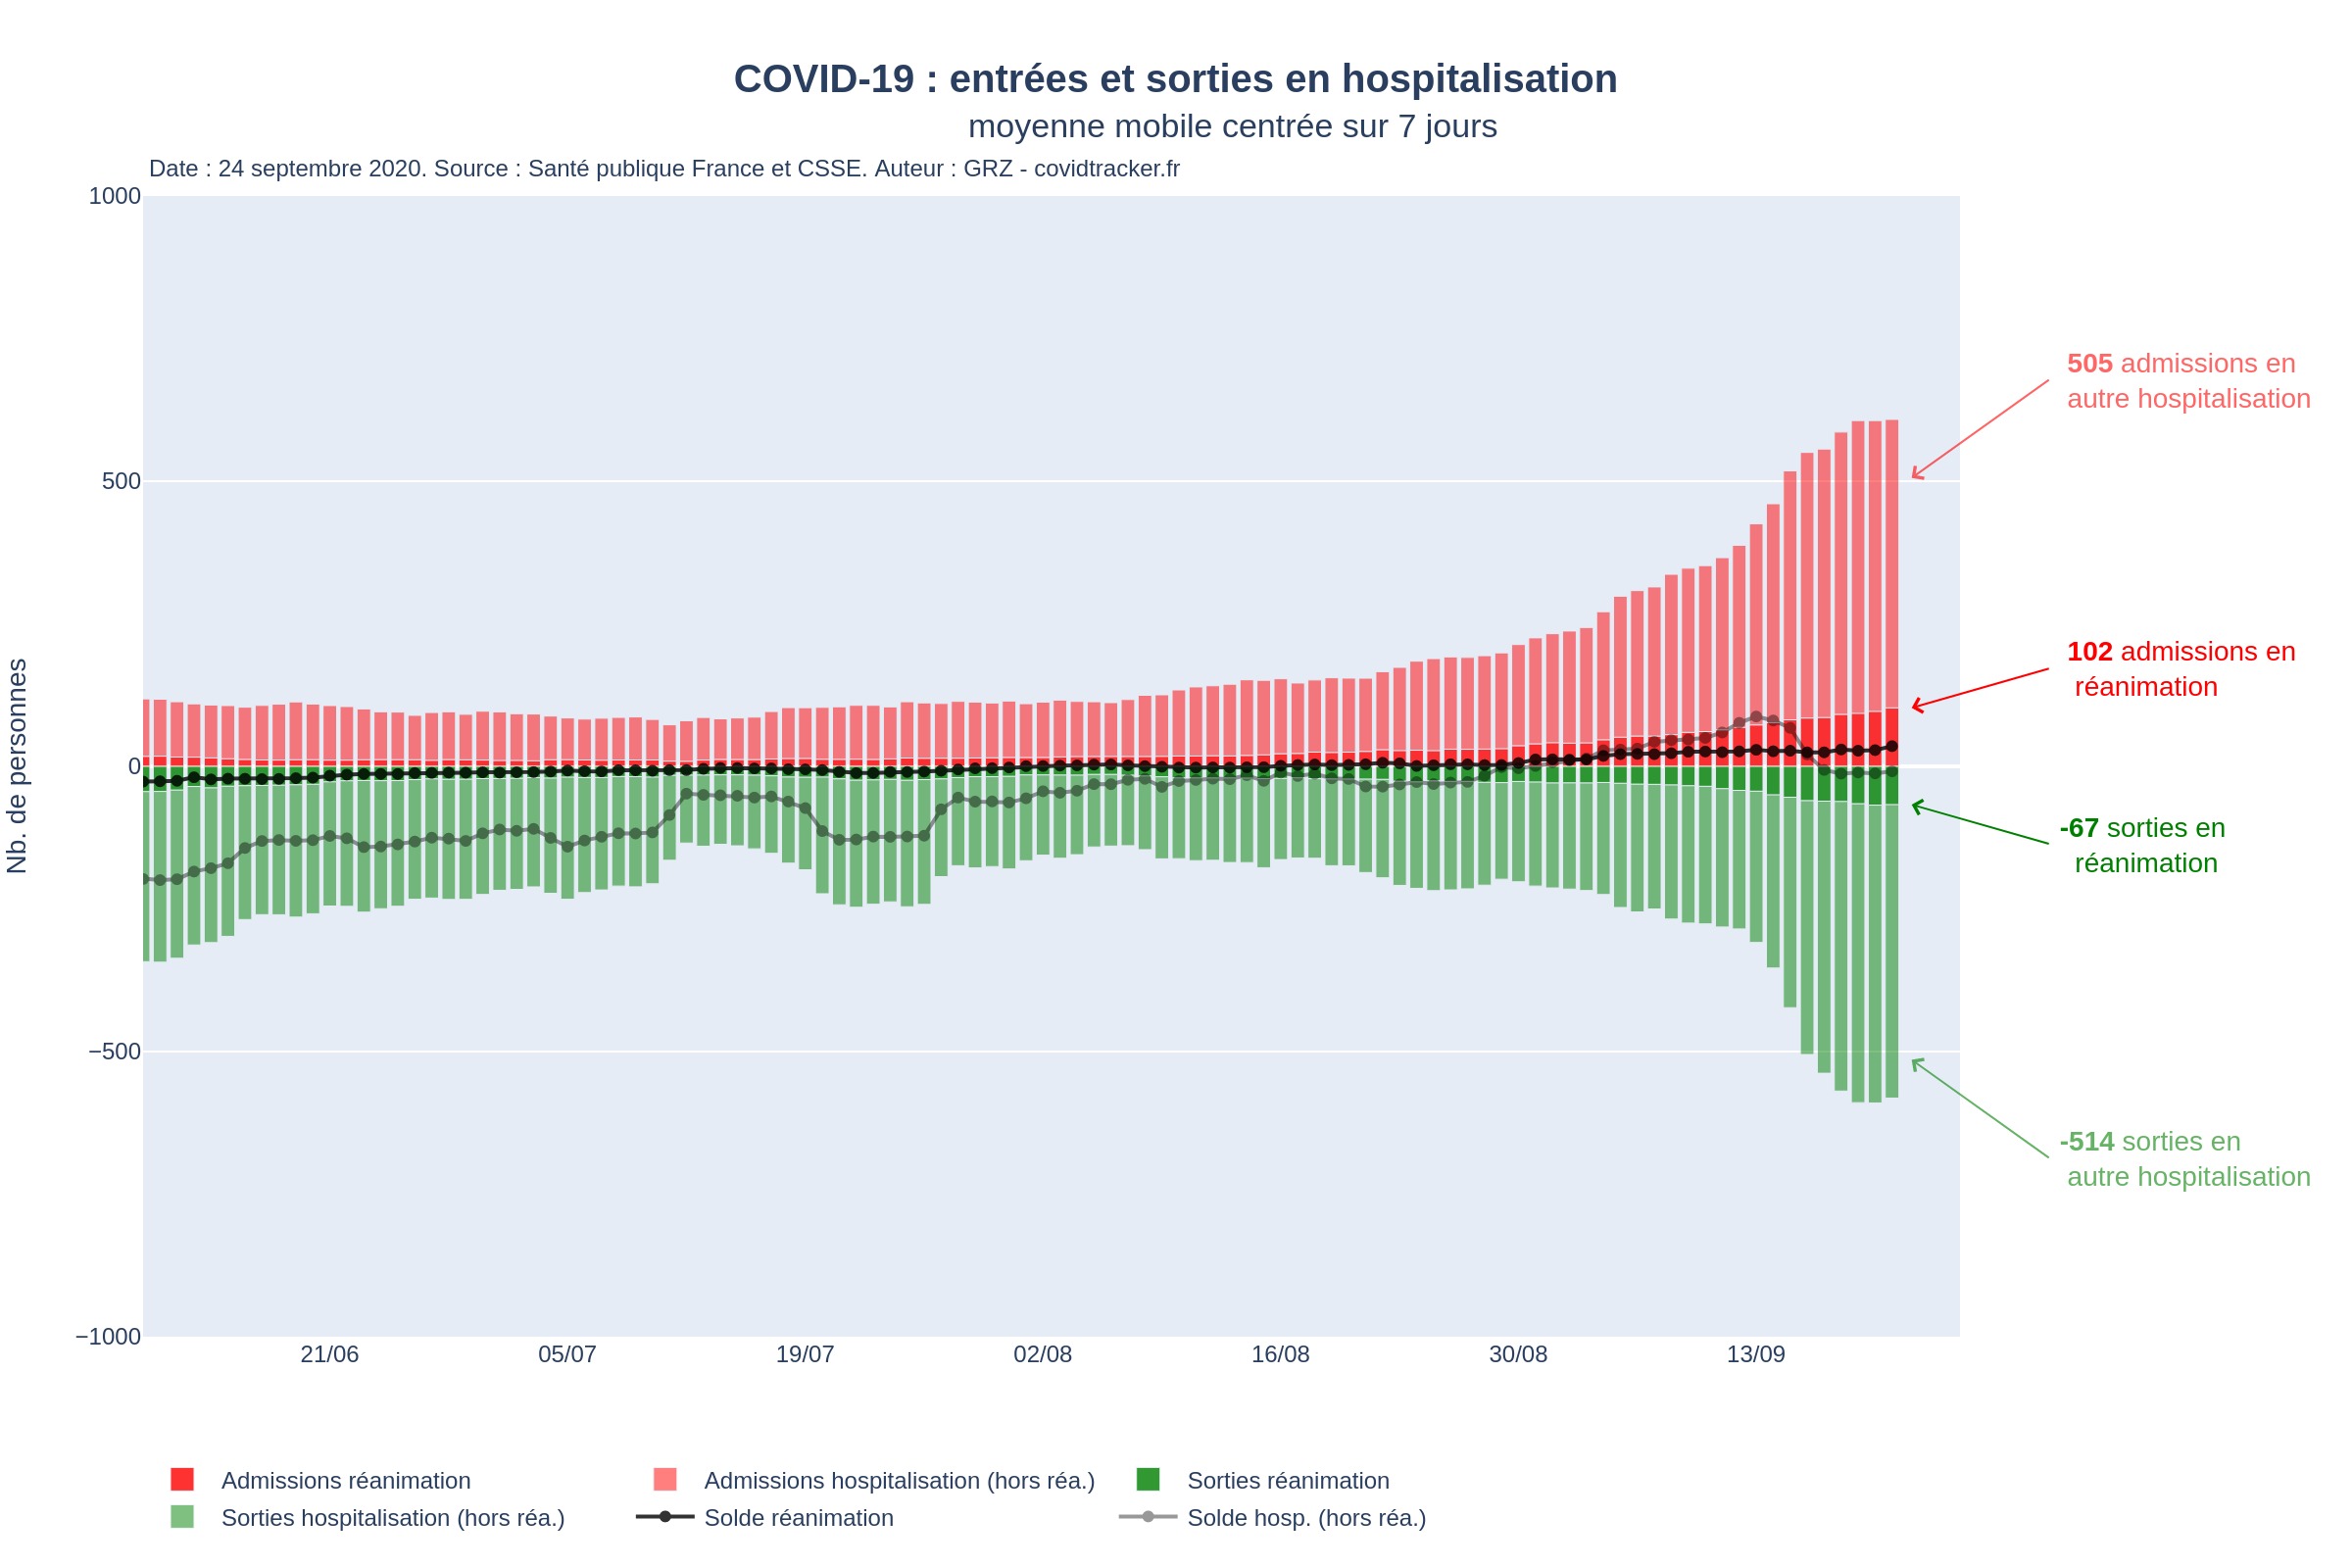 COVID-19 : entrées et sorties en hospitalisation
moyenne mobile centrée sur 7 jours
Date : 24 septembre 2020. Source : Santé publique France et CSSE. Auteur : GRZ - covidtracker.fr
Nb. de personnes
1000
500
0
−500
−1000
21/06
05/07
19/07
02/08
16/08
30/08
13/09
505 admissions en
autre hospitalisation
102 admissions en
réanimation
-67 sorties en
réanimation
-514 sorties en
autre hospitalisation
Admissions réanimation
Admissions hospitalisation (hors réa.)
Sorties réanimation
Sorties hospitalisation (hors réa.)
Solde réanimation
Solde hosp. (hors réa.)